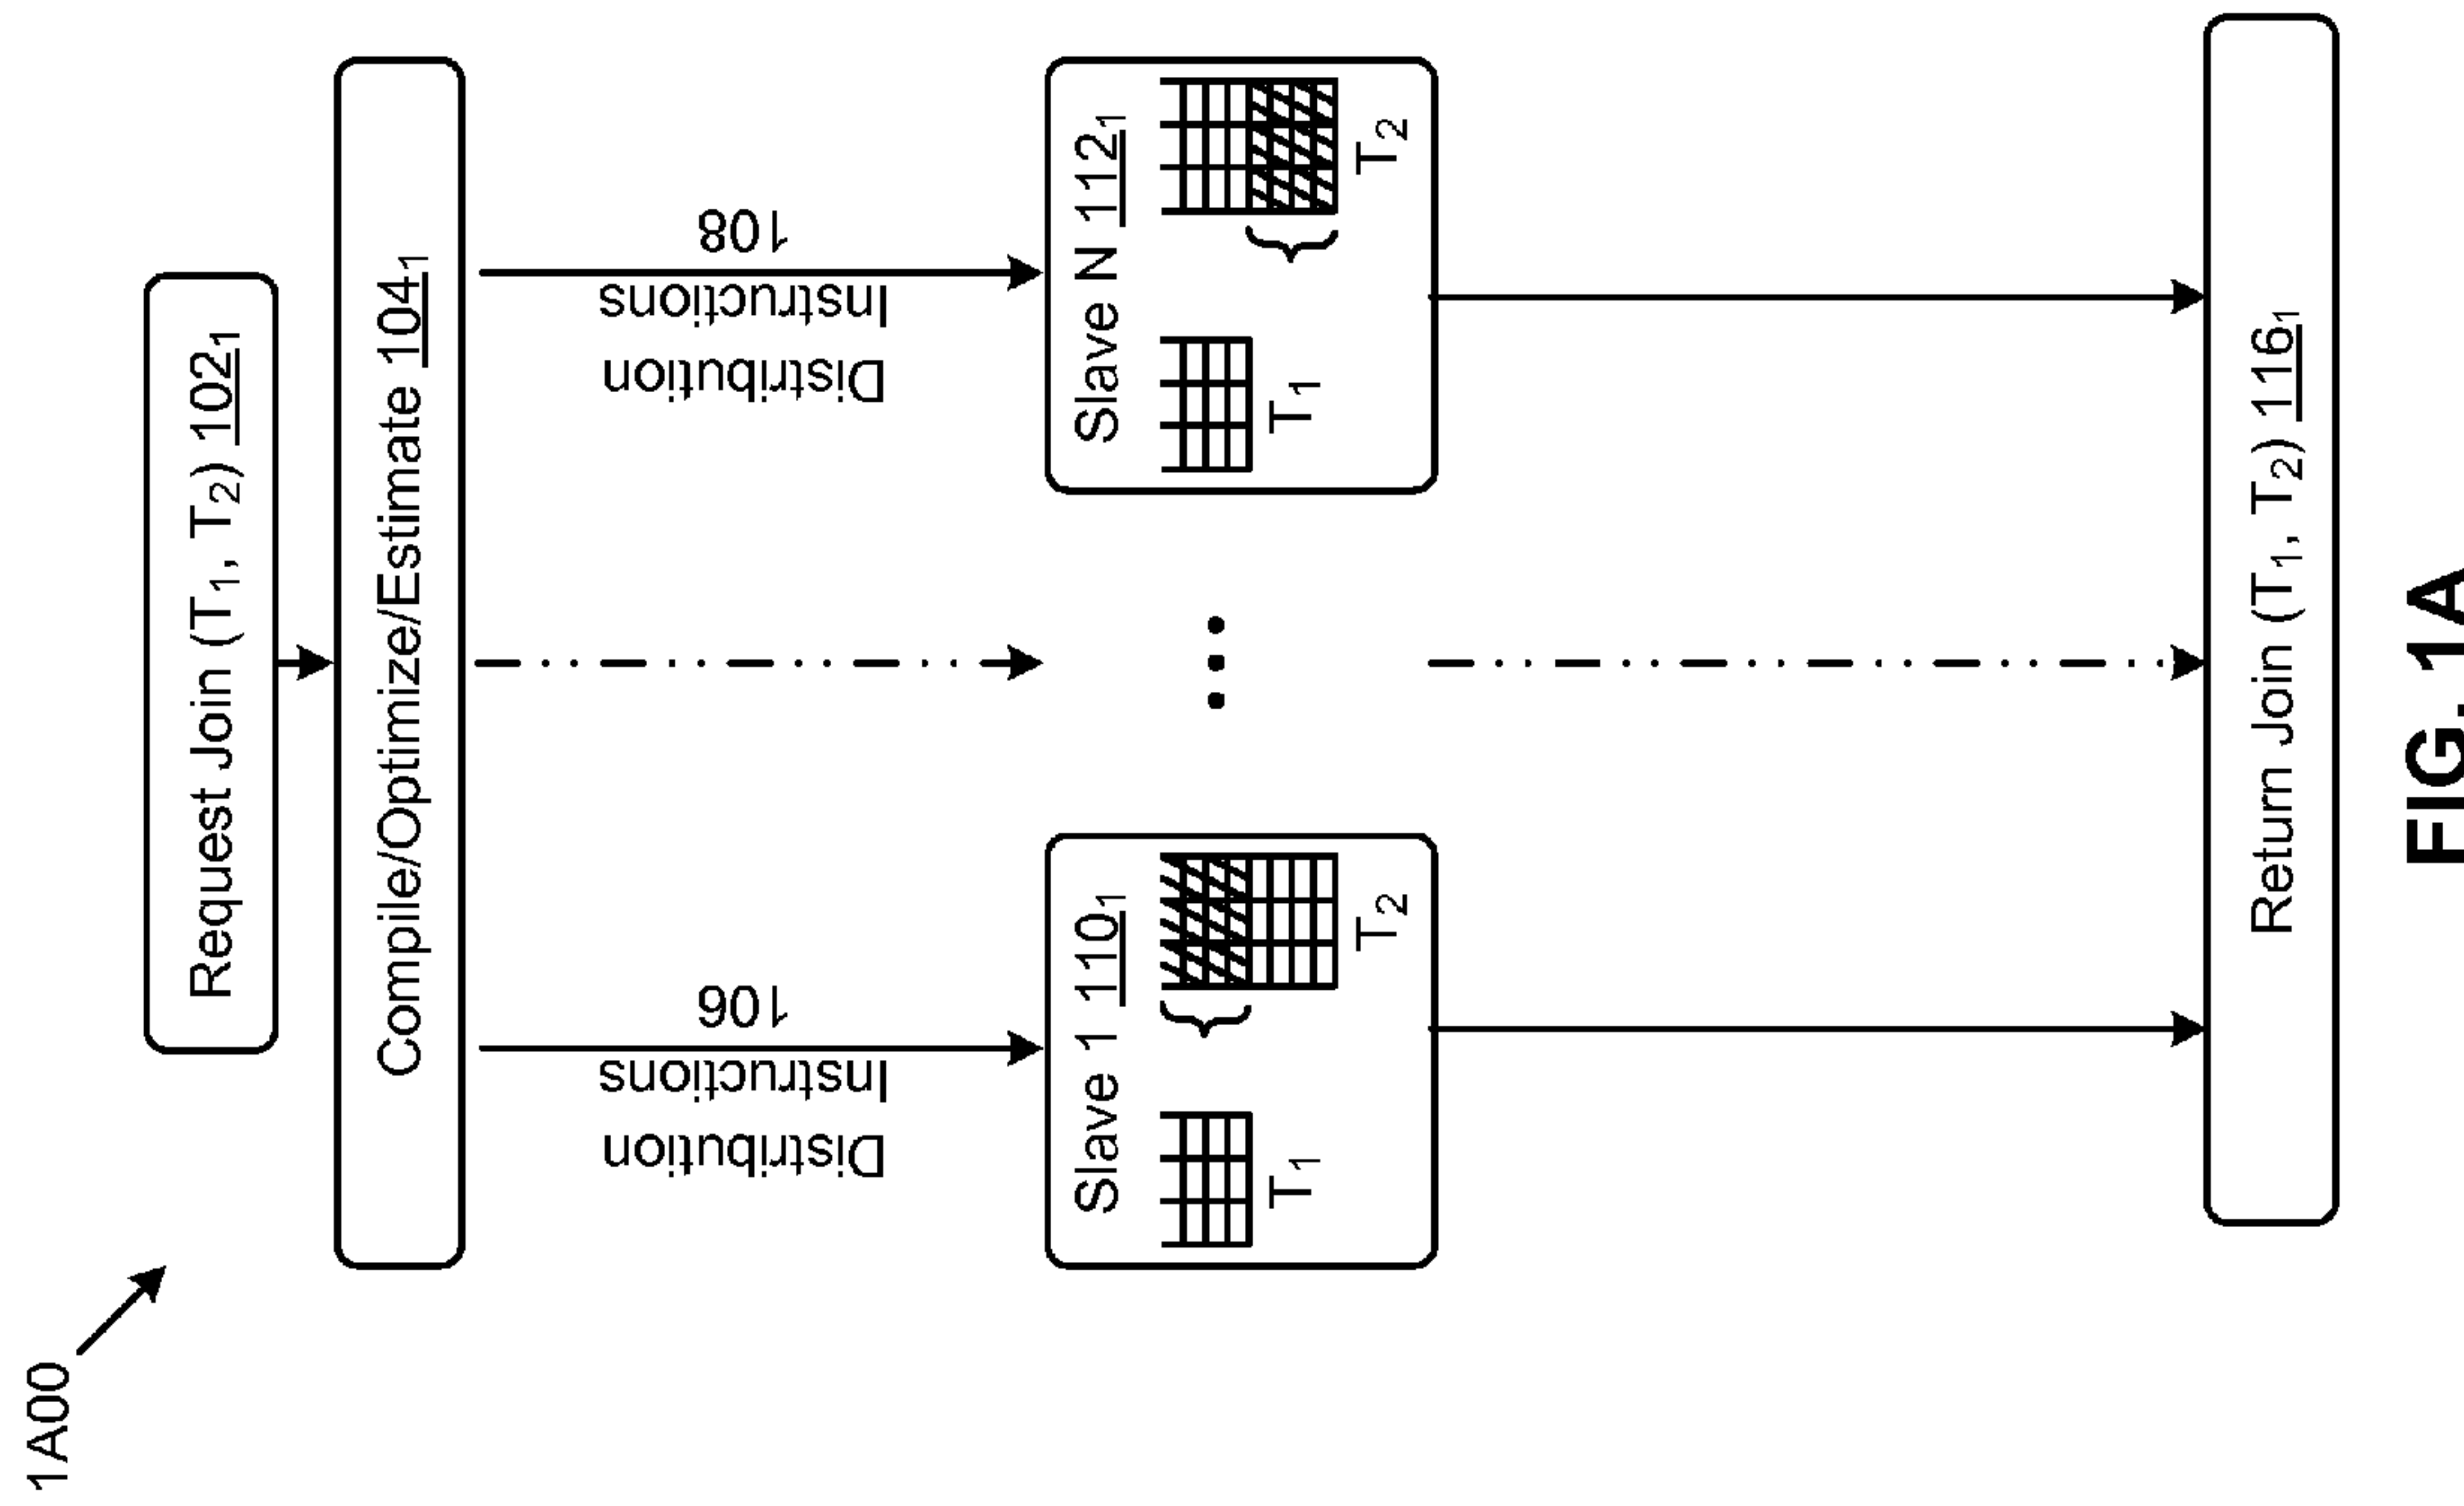 1A00
Request Join (T₁, T₂) 102₁
Compile/Optimize/Estimate 104₁
Distribution
Instructions
106
Distribution
Instructions
108
Slave 1 110₁
T₁
T₂
Slave N 112₁
T₁
T₂
Return Join (T₁, T₂) 116₁
FIG. 1A